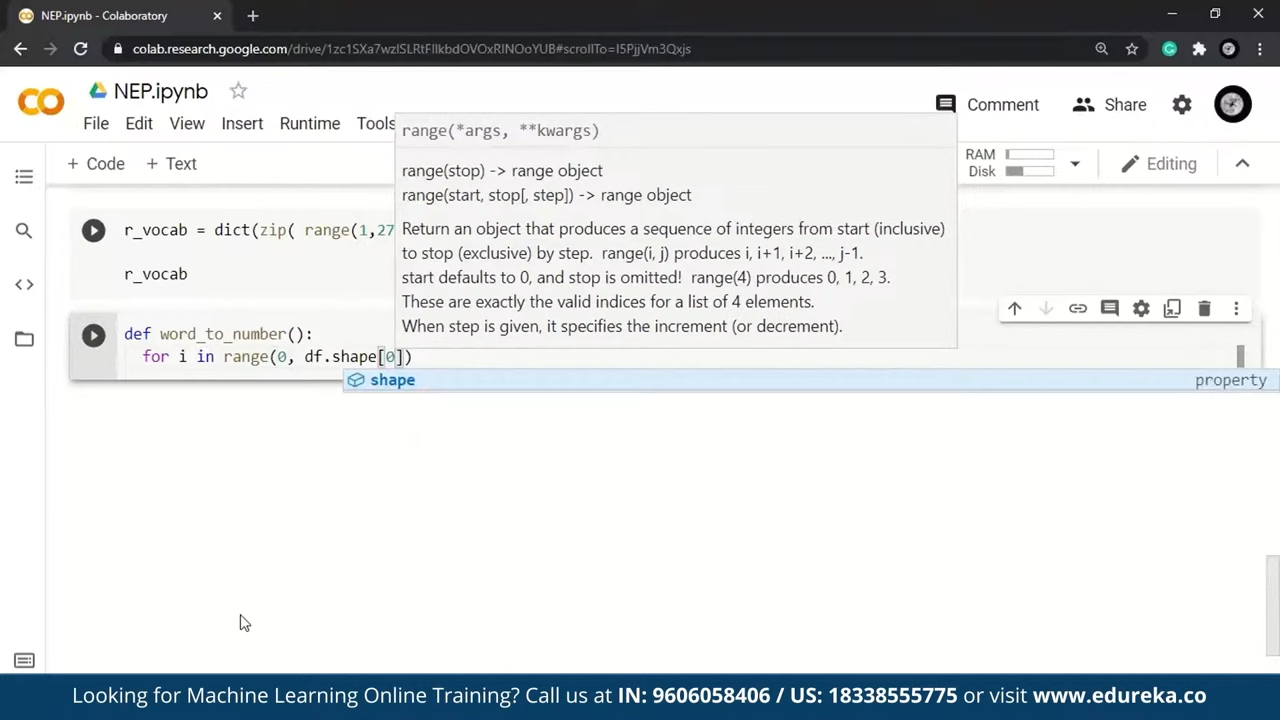 NEP.ipynb - Colaboratory
colab.research.google.com/drive/1zc1SXa7wzISLRtFIlkbdOVOxRINOoYUB#scrollTo=I5PjjVm3Qxjs
NEP.ipynb
Comment
Share
File Edit View Insert Runtime Tools
+ Code + Text
RAM
Disk
Editing
range(*args, **kwargs)
range(stop) -> range object
range(start, stop[, step]) -> range object
Return an object that produces a sequence of integers from start (inclusive)
to stop (exclusive) by step. range(i, j) produces i, i+1, i+2, ..., j-1.
start defaults to 0, and stop is omitted! range(4) produces 0, 1, 2, 3.
These are exactly the valid indices for a list of 4 elements.
When step is given, it specifies the increment (or decrement).
r_vocab = dict(zip( range(1,27
r_vocab
def word_to_number():
for i in range(0, df.shape[0])
shape property
Looking for Machine Learning Online Training? Call us at IN: 9606058406 / US: 18338555775 or visit www.edureka.co